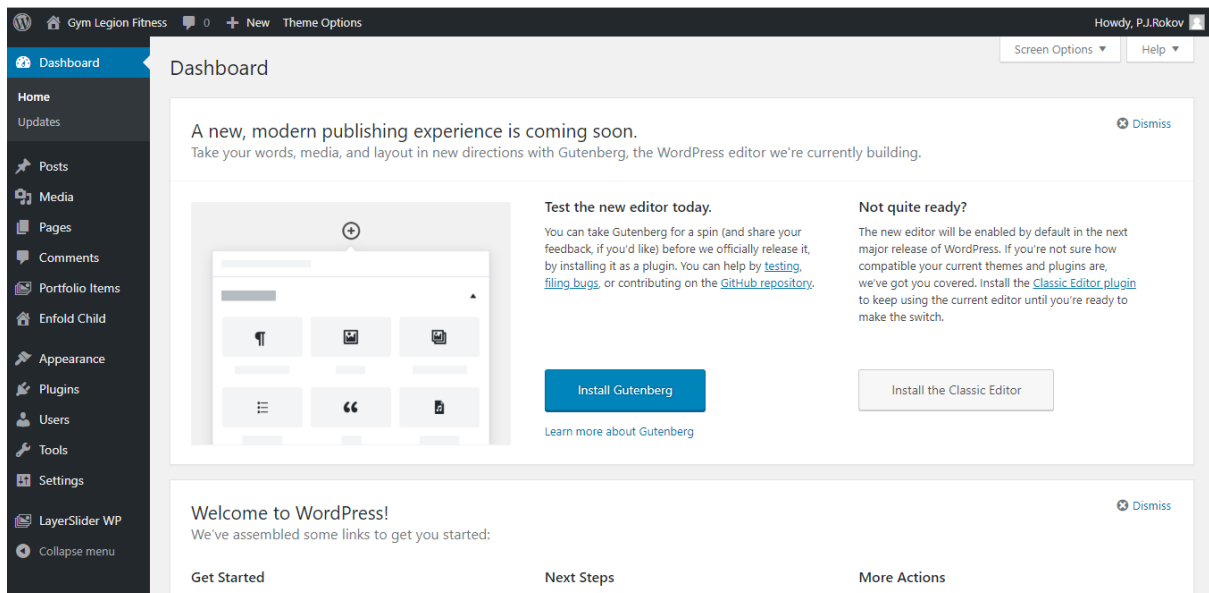 Gym Legion Fitness 0 New Theme Options Howdy, P.J.Rokov
Dashboard
Home
Updates
Posts
Media
Pages
Comments
Portfolio Items
Enfold Child
Appearance
Plugins
Users
Tools
Settings
LayerSlider WP
Collapse menu
Screen Options Help
Dashboard
A new, modern publishing experience is coming soon.
Dismiss
Take your words, media, and layout in new directions with Gutenberg, the WordPress editor we're currently building.
Test the new editor today.
You can take Gutenberg for a spin (and share your
feedback, if you'd like) before we officially release it,
by installing it as a plugin. You can help by testing,
filing bugs, or contributing on the GitHub repository.
Install Gutenberg
Learn more about Gutenberg
Not quite ready?
The new editor will be enabled by default in the next
major release of WordPress. If you're not sure how
compatible your current themes and plugins are,
we've got you covered. Install the Classic Editor plugin
to keep using the current editor until you're ready to
make the switch.
Install the Classic Editor
Welcome to WordPress!
Dismiss
We've assembled some links to get you started:
Get Started
Next Steps
More Actions